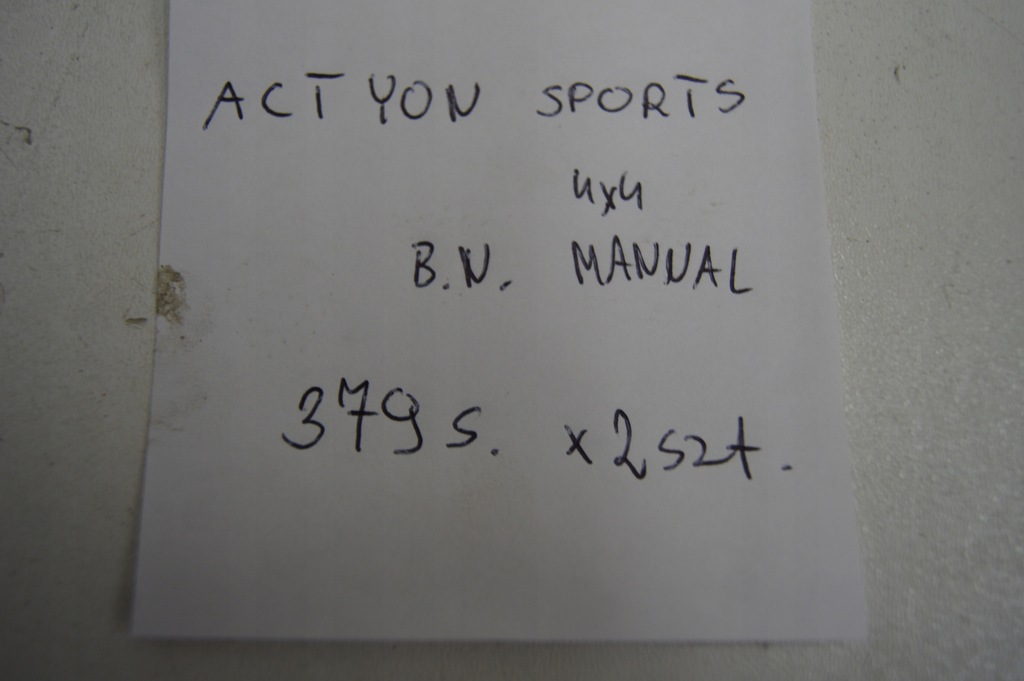 ACTYON SPORTS
4x4
B.N. MANUAL
379 s. x 2 szt.